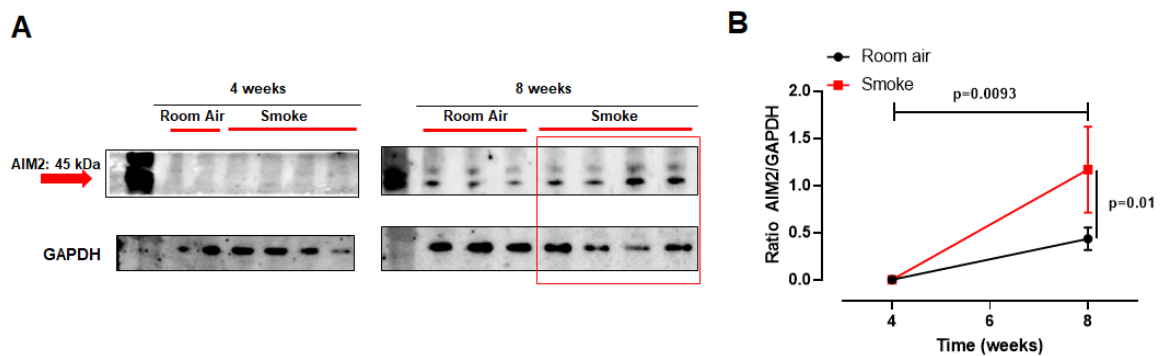 A
4 weeks
8 weeks
Room Air Smoke
Room Air Smoke
AIM2: 45 kDa
GAPDH
B
Room air
Smoke
p=0.0093
p=0.01
Ratio AIM2/GAPDH
2.0
1.5
1.0
0.5
0.0
4 6 8
Time (weeks)